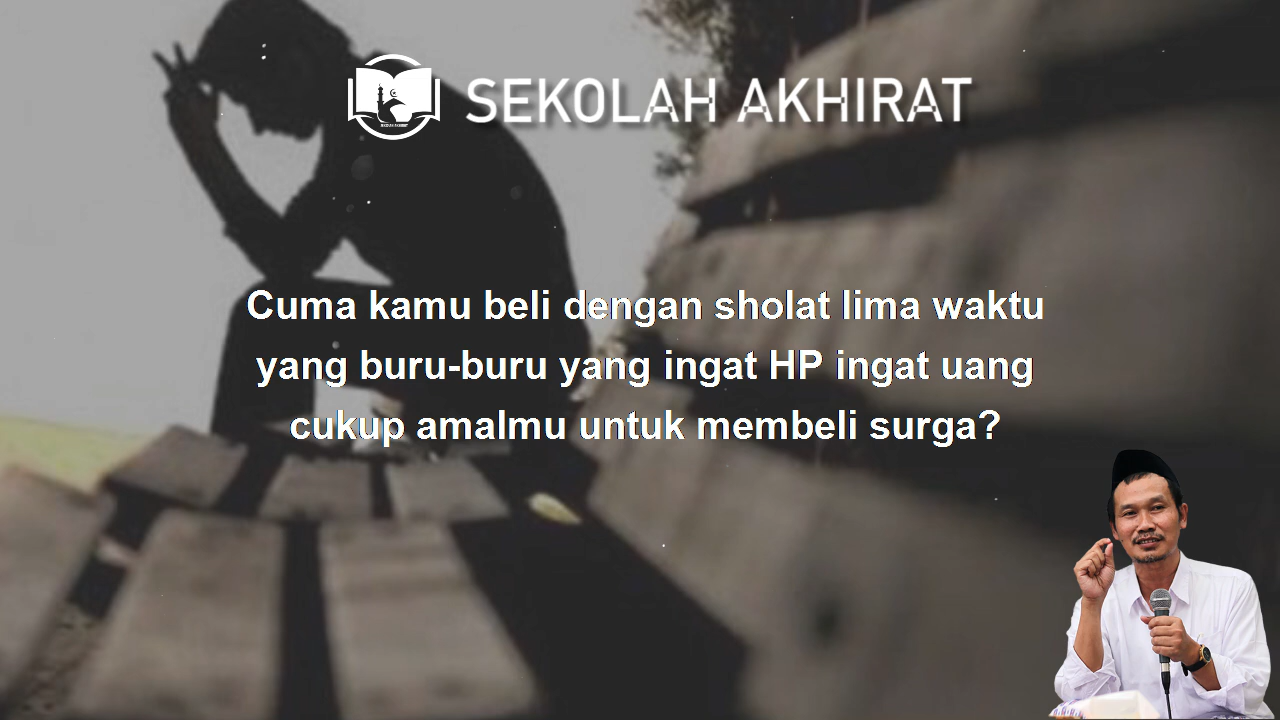 SEKOLAH AKHIRAT
Cuma kamu beli dengan sholat lima waktu
yang buru-buru yang ingat HP ingat uang
cukup amalmu untuk membeli surga?